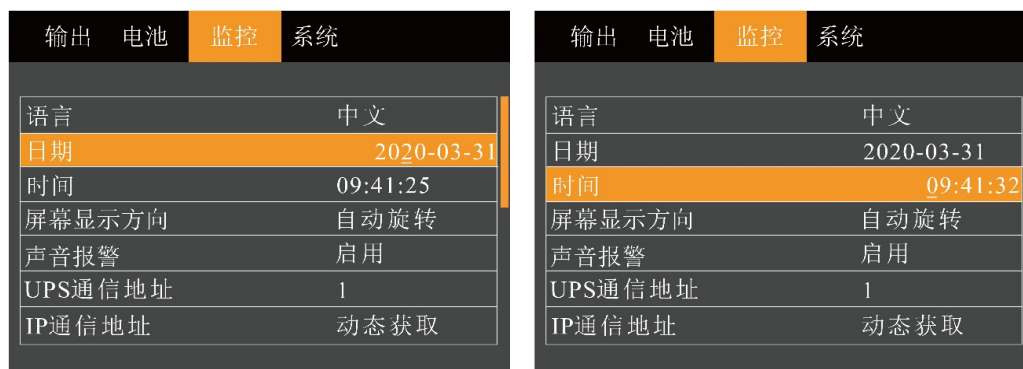 输出 电池 监控 系统
语言 中文
日期 2020-03-31
时间 09:41:25
屏幕显示方向 自动旋转
声音报警 启用
UPS通信地址 1
IP通信地址 动态获取
输出 电池 监控 系统
语言 中文
日期 2020-03-31
时间 09:41:32
屏幕显示方向 自动旋转
声音报警 启用
UPS通信地址 1
IP通信地址 动态获取